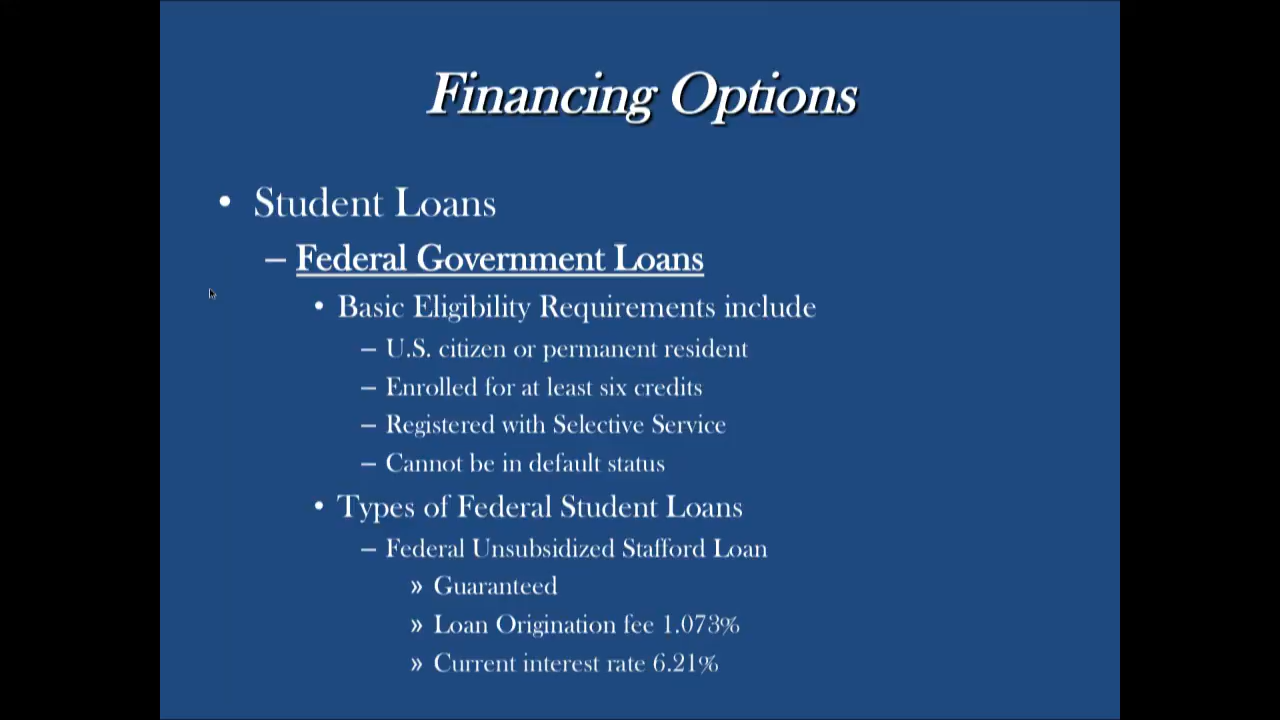 Financing Options
• Student Loans
– Federal Government Loans
• Basic Eligibility Requirements include
– U.S. citizen or permanent resident
– Enrolled for at least six credits
– Registered with Selective Service
– Cannot be in default status
• Types of Federal Student Loans
– Federal Unsubsidized Stafford Loan
» Guaranteed
» Loan Origination fee 1.073%
» Current interest rate 6.21%